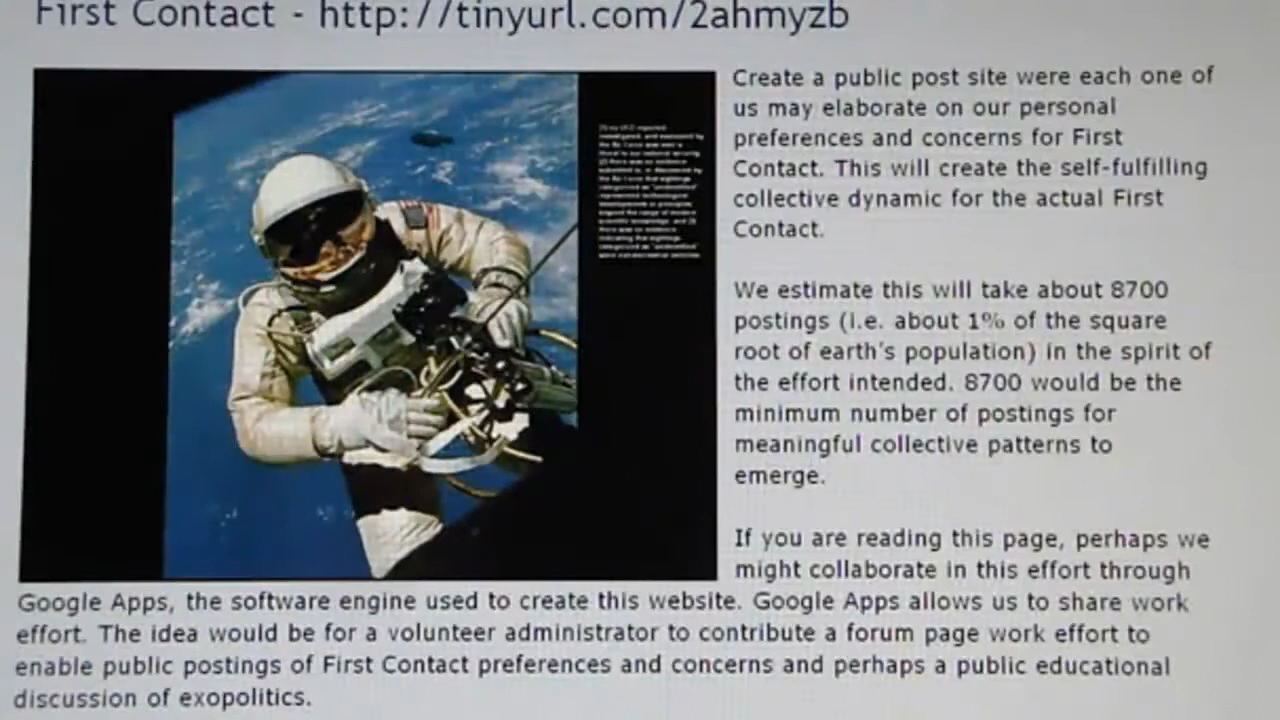 First Contact - http://tinyurl.com/2ahmyzb
Create a public post site were each one of
us may elaborate on our personal
preferences and concerns for First
Contact. This will create the self-fulfilling
collective dynamic for the actual First
Contact.
We estimate this will take about 8700
postings (i.e. about 1% of the square
root of earth's population) in the spirit of
the effort intended. 8700 would be the
minimum number of postings for
meaningful collective patterns to
emerge.
If you are reading this page, perhaps we
might collaborate in this effort through
Google Apps, the software engine used to create this website. Google Apps allows us to share work
effort. The idea would be for a volunteer administrator to contribute a forum page work effort to
enable public postings of First Contact preferences and concerns and perhaps a public educational
discussion of exopolitics.